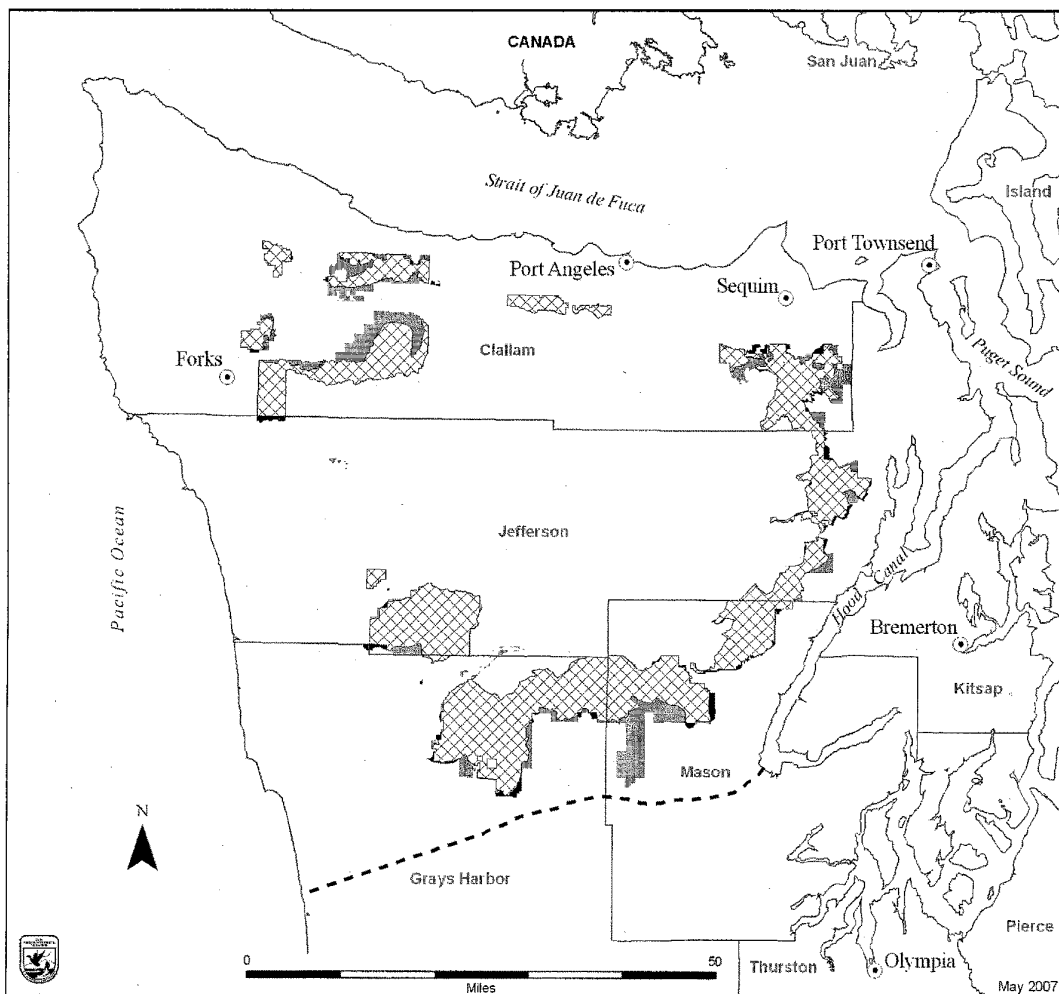 CANADA
San Juan
Strait of Juan de Fuca
Island
Port Townsend
Port Angeles
Sequim
Clallam
Forks
Puget Sound
Jefferson
Pacific Ocean
Hood Canal
Bremerton
Kitsap
Mason
N
Grays Harbor
Pierce
Thurston
Olympia
0
50
Miles
May 2007